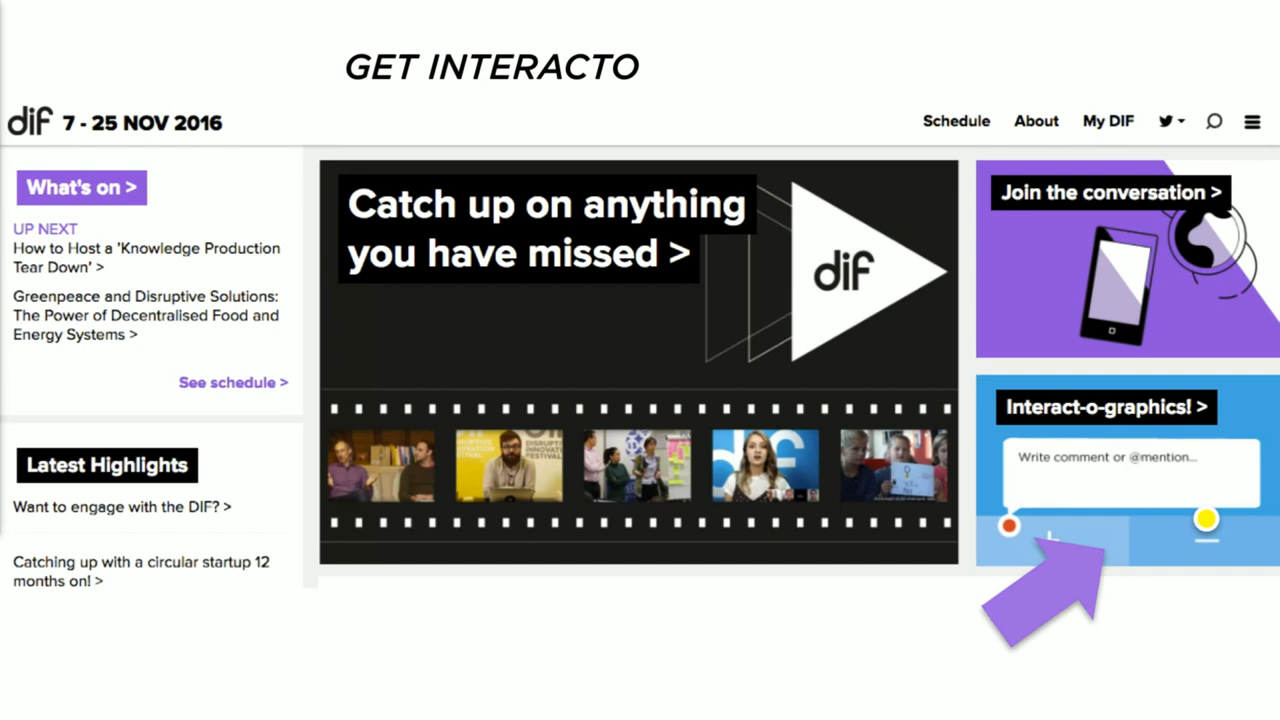 GET INTERACTO
dif 7 - 25 NOV 2016
Schedule About My DIF
What's on >
UP NEXT
How to Host a 'Knowledge Production
Tear Down' >
Greenpeace and Disruptive Solutions:
The Power of Decentralised Food and
Energy Systems >
See schedule >
Latest Highlights
Want to engage with the DIF? >
Catching up with a circular startup 12
months on! >
Catch up on anything
you have missed >
dif
Join the conversation >
Interact-o-graphics! >
Write comment or @mention...